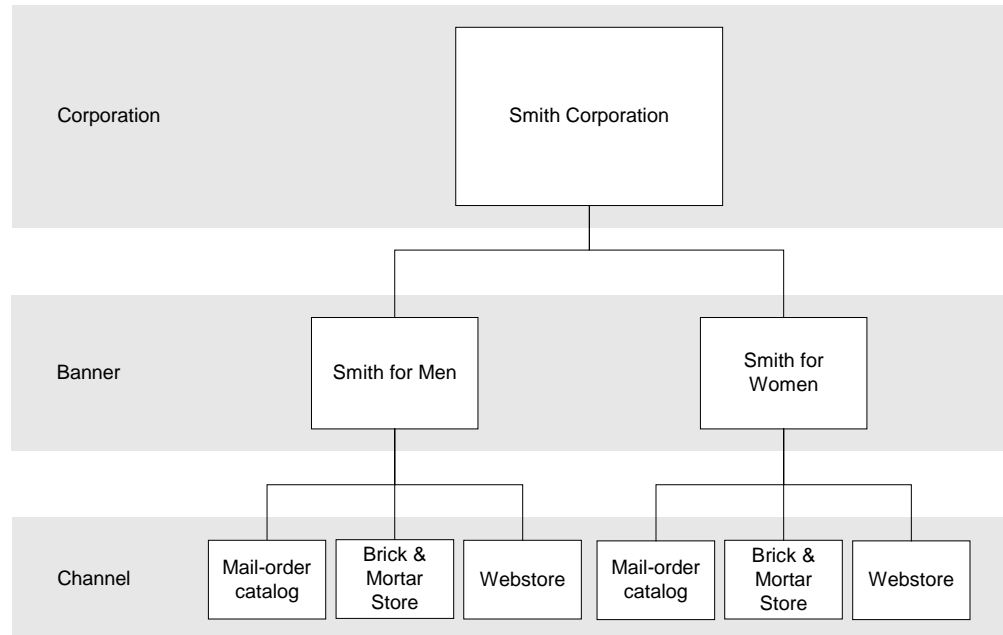 Corporation
Smith Corporation
Banner
Smith for Men
Smith for
Women
Channel
Mail-order
catalog
Brick &
Mortar
Store
Webstore
Mail-order
catalog
Brick &
Mortar
Store
Webstore